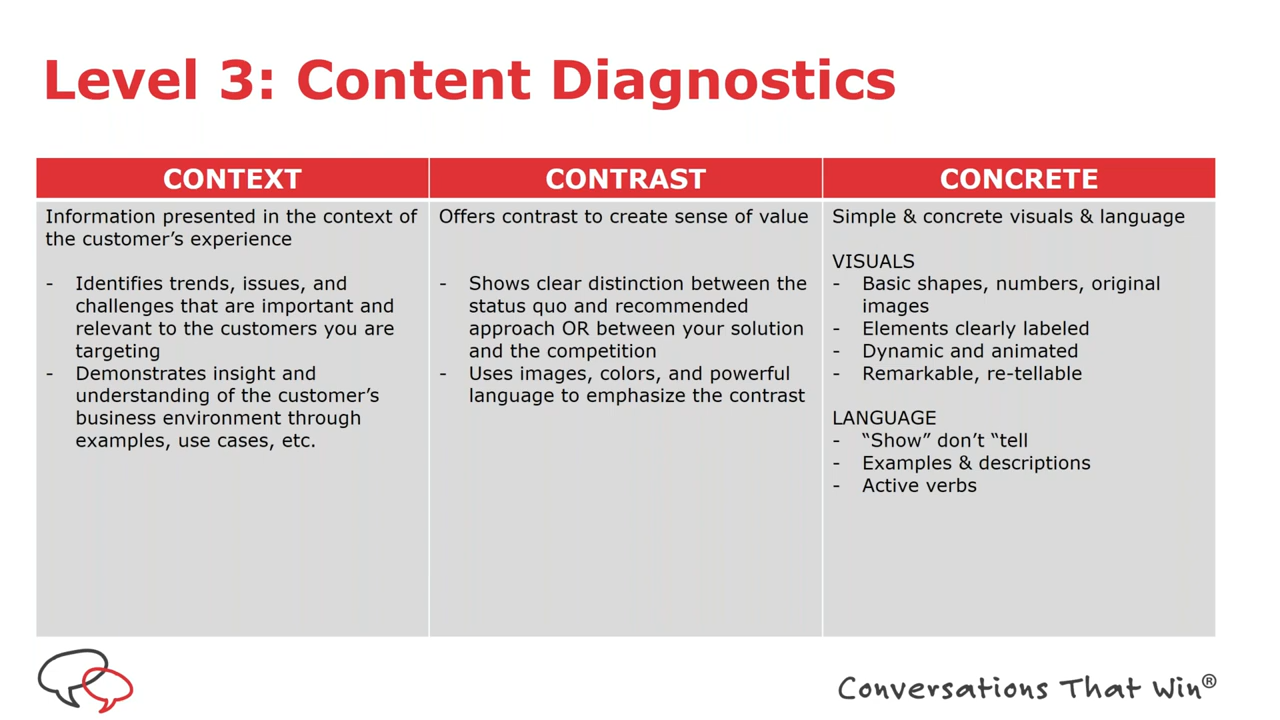 Level 3: Content Diagnostics
CONTEXT
Information presented in the context of
the customer’s experience
- Identifies trends, issues, and
challenges that are important and
relevant to the customers you are
targeting
- Demonstrates insight and
understanding of the customer’s
business environment through
examples, use cases, etc.
CONTRAST
Offers contrast to create sense of value
- Shows clear distinction between the
status quo and recommended
approach OR between your solution
and the competition
- Uses images, colors, and powerful
language to emphasize the contrast
CONCRETE
Simple & concrete visuals & language
VISUALS
- Basic shapes, numbers, original
images
- Elements clearly labeled
- Dynamic and animated
- Remarkable, re-tellable
LANGUAGE
- “Show” don’t “tell
- Examples & descriptions
- Active verbs
Conversations That Win®